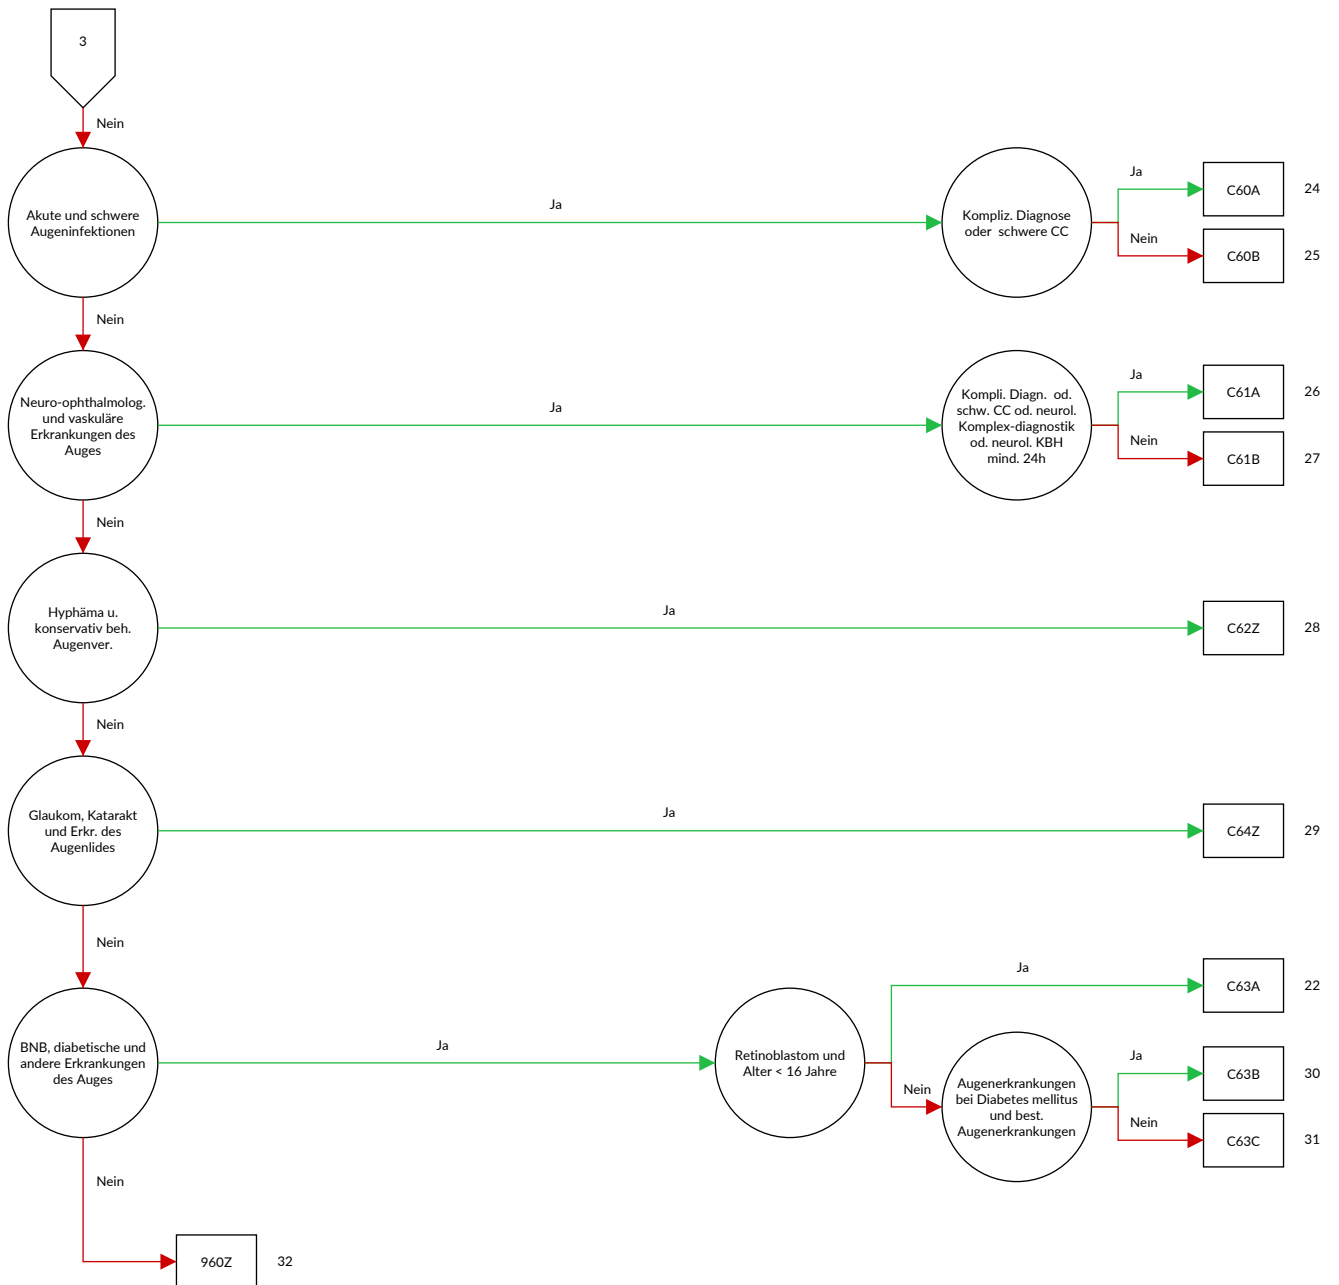 3
Nein
Akute und schwere
Augeninfektionen
Ja
Kompliz. Diagnose
oder schwere CC
Ja
C60A
24
Nein
C60B
25
Nein
Neuro-ophthalmolog.
und vaskuläre
Erkrankungen des
Auges
Ja
Kompli. Diagn. od.
schw. CC od. neurol.
Komplex-diagnostik
od. neurol. KBH
mind. 24h
Ja
C61A
26
Nein
C61B
27
Nein
Hyphäma u.
konservativ beh.
Augenver.
Ja
C62Z
28
Nein
Glaukom, Katarakt
und Erkr. des
Augenlides
Ja
C64Z
29
Nein
BNB, diabetische und
andere Erkrankungen
des Auges
Ja
Retinoblastom und
Alter < 16 Jahre
Ja
C63A
22
Nein
Augenerkrankungen
bei Diabetes mellitus
und best.
Augenerkrankungen
Ja
C63B
30
Nein
C63C
31
Nein
960Z
32